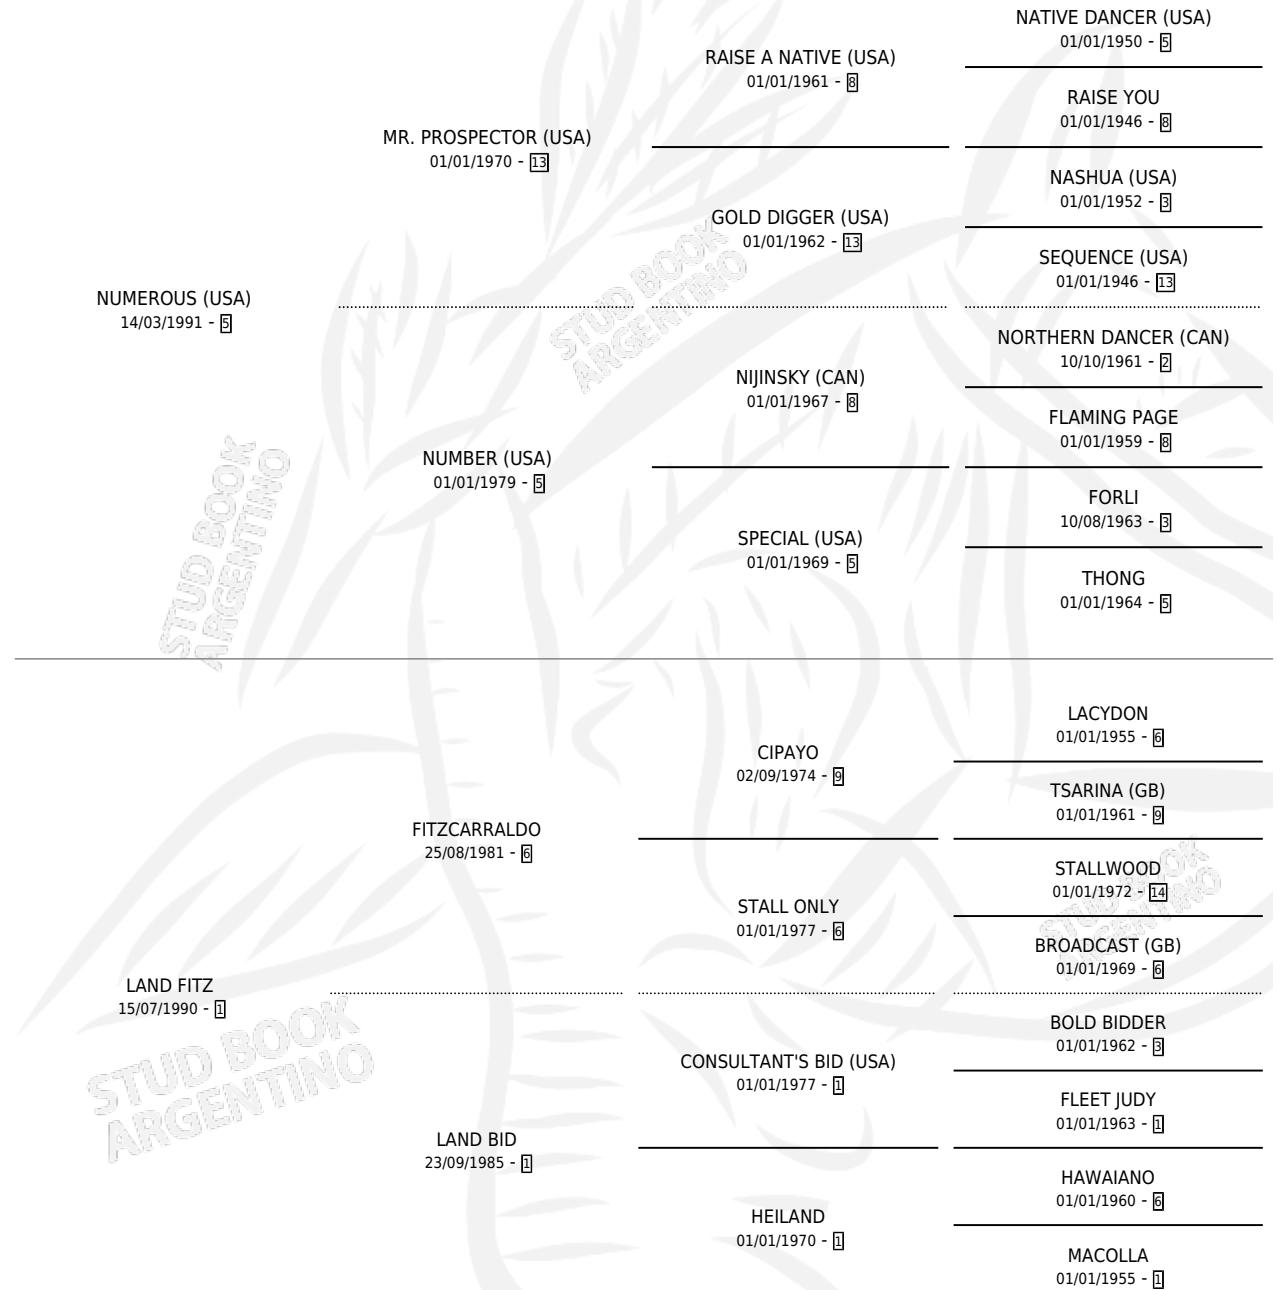 NATIVE DANCER (USA)
01/01/1950 - 5
RAISE A NATIVE (USA)
01/01/1961 - 8
RAISE YOU
01/01/1946 - 8
MR. PROSPECTOR (USA)
01/01/1970 - 13
NASHUA (USA)
01/01/1952 - 3
GOLD DIGGER (USA)
01/01/1962 - 13
SEQUENCE (USA)
01/01/1946 - 13
NUMEROUS (USA)
14/03/1991 - 5
STUD BOOK
ARGENTINO
NORTHERN DANCER (CAN)
10/10/1961 - 2
NIJINSKY (CAN)
01/01/1967 - 8
FLAMING PAGE
01/01/1959 - 8
NUMBER (USA)
01/01/1979 - 5
FORLI
10/08/1963 - 3
SPECIAL (USA)
01/01/1969 - 5
THONG
01/01/1964 - 5
STUD BOOK
ARGENTINO
LACYDON
01/01/1955 - 6
CIPAYO
02/09/1974 - 9
TSARINA (GB)
01/01/1961 - 9
FITZCARRALDO
25/08/1981 - 6
STALLWOOD
01/01/1972 - 14
STUD BOOK
ARGENTINO
STALL ONLY
01/01/1977 - 6
BROADCAST (GB)
01/01/1969 - 6
LAND FITZ
15/07/1990 - 1
STUD BOOK
ARGENTINO
BOLD BIDDER
01/01/1962 - 3
CONSULTANT'S BID (USA)
01/01/1977 - 1
FLEET JUDY
01/01/1963 - 1
LAND BID
23/09/1985 - 1
HAWAIANO
01/01/1960 - 6
HEILAND
01/01/1970 - 1
MACOLLA
01/01/1955 - 1